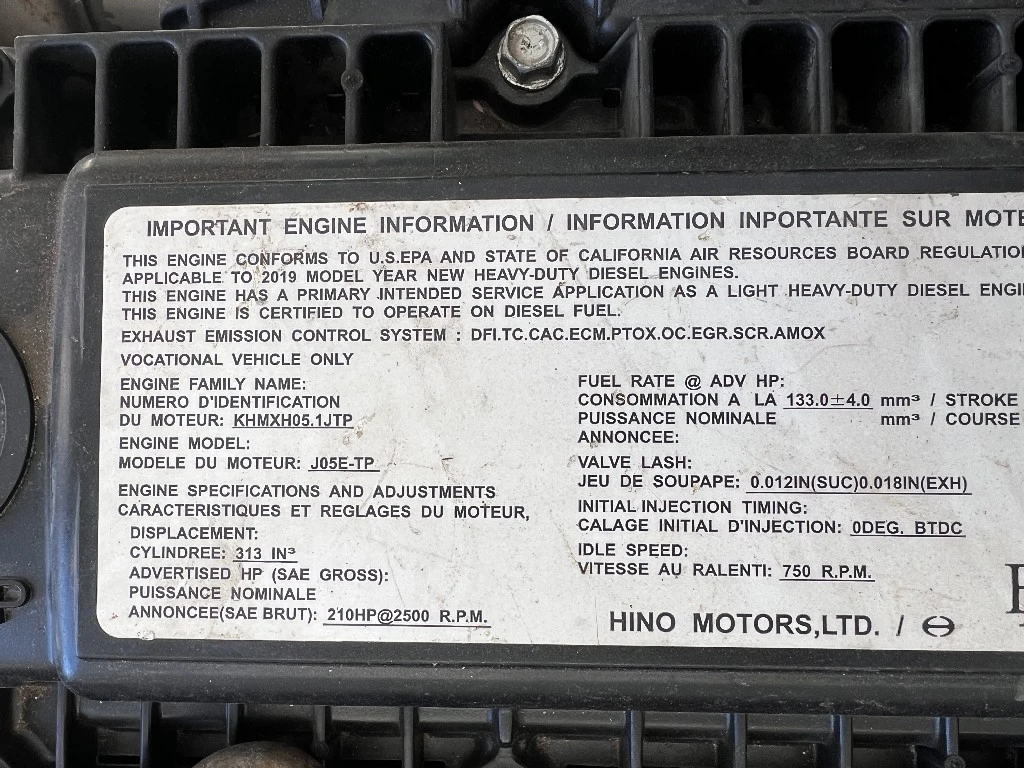 IMPORTANT ENGINE INFORMATION / INFORMATION INPORTANTE SUR
THIS ENGINE CONFORMS TO U.S.EPA AND STATE OF CALIFORNIA AIR RESOURCES BOARD
APPLICABLE TO 2019 MODEL YEAR NEW HEAVY-DUTY DIESEL ENGINES.
THIS ENGINE HAS A PRIMARY INTENDED SERVICE APPLICATION AS A LIGHT HEAVY-DUTY DIESEL
THIS ENGINE IS CERTIFIED TO OPERATE ON DIESEL FUEL.
EXHAUST EMISSION CONTROL SYSTEM : DFI.TC.CAC.ECM.PTOX.OC.EGR.SCR.AMOX
VOCATIONAL VEHICLE ONLY
ENGINE FAMILY NAME:
NUMERO D'IDENTIFICATION
DU MOTEUR: KHMXH05.1JTP
ENGINE MODEL:
MODELE DU MOTEUR: J05E-TP
ENGINE SPECIFICATIONS AND ADJUSTMENTS
CARACTERISTIQUES ET REGLAGES DU MOTEUR,
DISPLACEMENT:
CYLINDREE: 313 IN³
ADVERTISED HP (SAE GROSS):
PUISSANCE NOMINALE
ANNONCEE(SAE BRUT): 210HP@2500 R.P.M.
FUEL RATE @ ADV HP:
CONSOMMATION A LA 133.0±4.0 mm³ / STROKE
PUISSANCE NOMINALE mm³ / COURSE
ANNONCEE:
VALVE LASH:
JEU DE SOUPAPE: 0.012IN(SUC)0.018IN(EXH)
INITIAL INJECTION TIMING:
CALAGE INITIAL D'INJECTION: 0DEG. BTDC
IDLE SPEED:
VITESSE AU RALENTI: 750 R.P.M.
HINO MOTORS,LTD. /